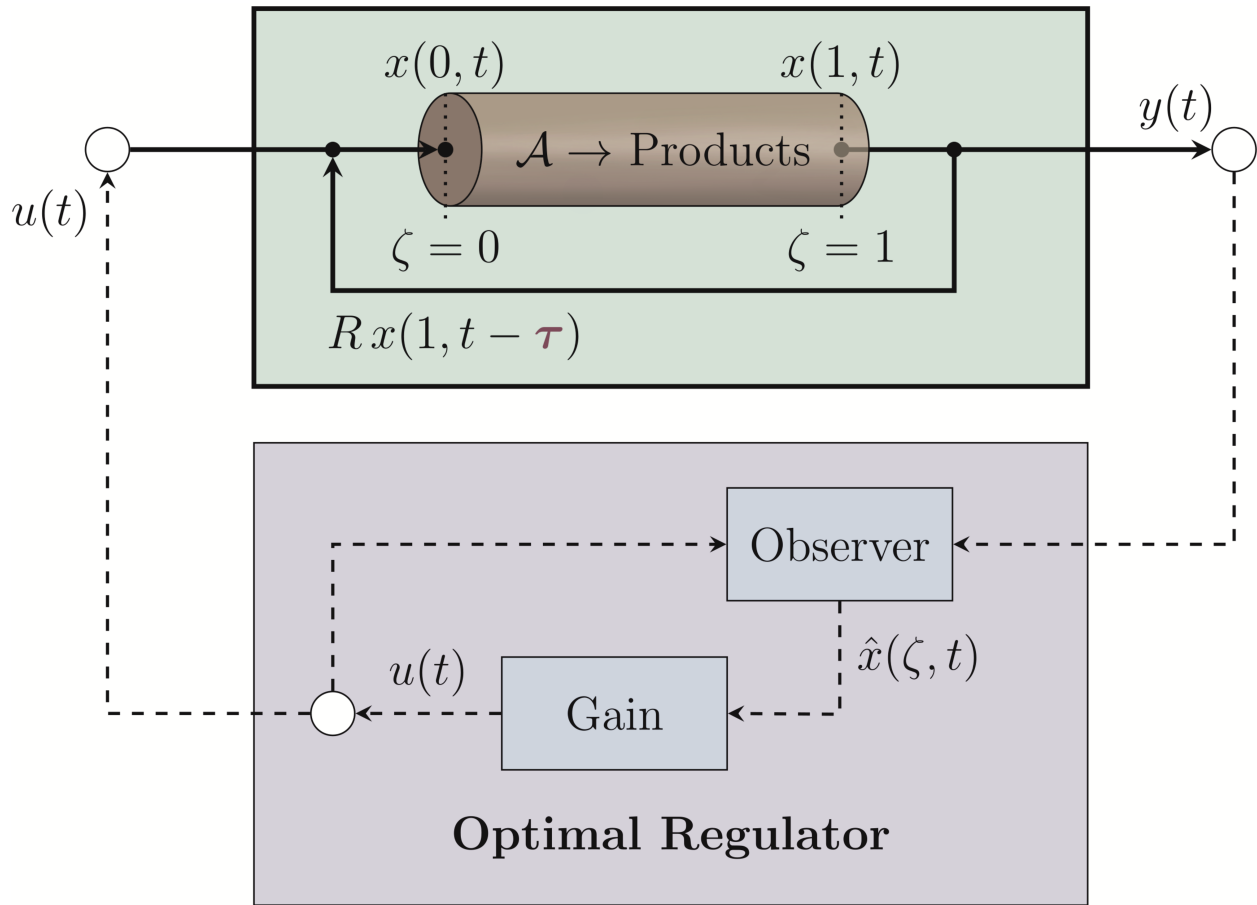 x(0, t)
x(1, t)
y(t)
𝒜 → Products
u(t)
ζ = 0
ζ = 1
R x(1, t − τ)
Observer
x̂(ζ, t)
u(t)
Gain
Optimal Regulator